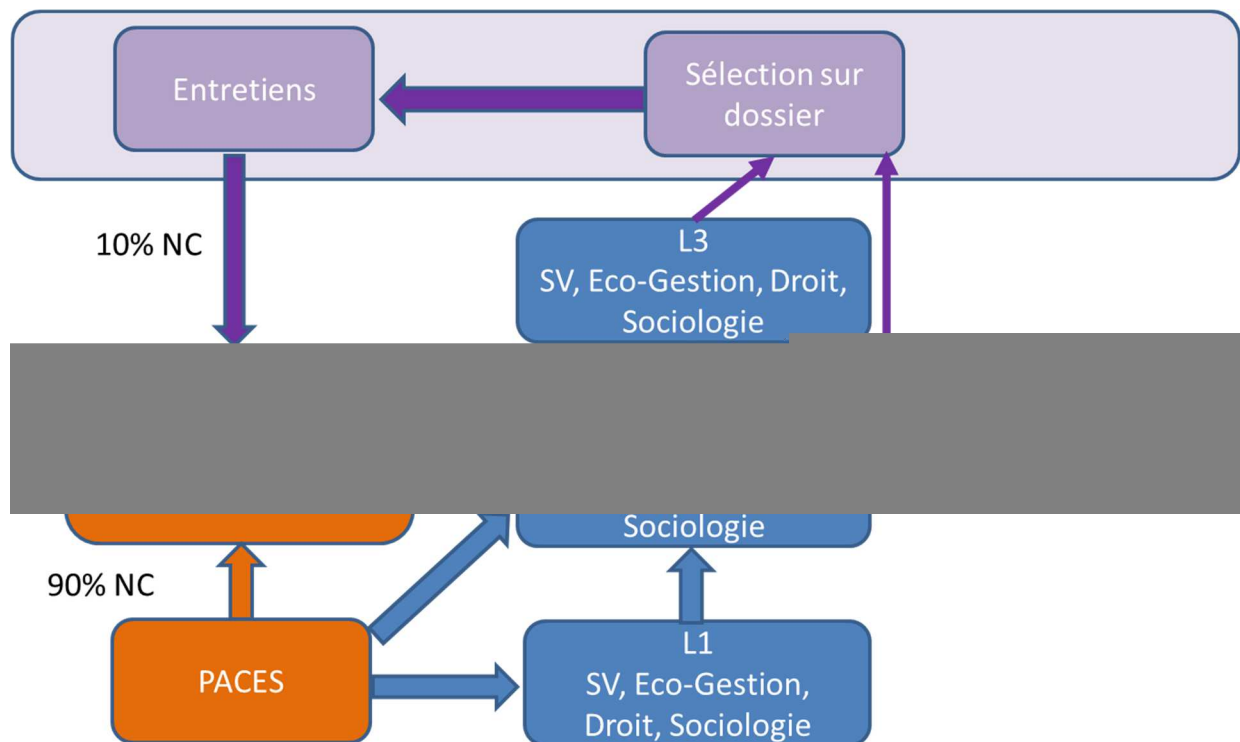 Entretiens
Sélection sur
dossier
10% NC
L3
SV, Eco-Gestion, Droit,
Sociologie
Sociologie
90% NC
PACES
L1
SV, Eco-Gestion,
Droit, Sociologie